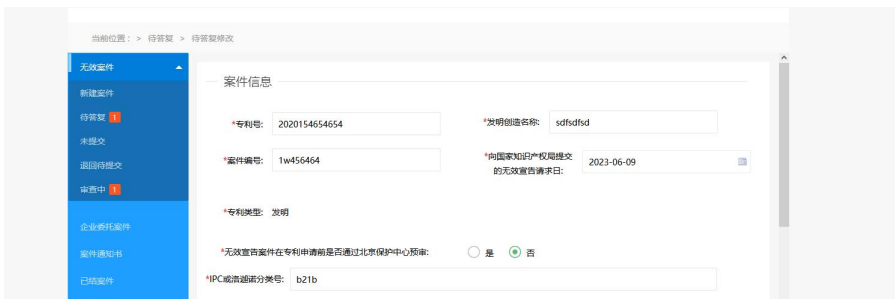 当前位置： > 待答复 > 待答复修改
无效案件
新建案件
待答复 1
未提交
退回待提交
审查中 1
企业委托案件
案件通知书
已结案件
案件信息
*专利号: 2020154654654
*发明创造名称: sdfsdfsd
*案件编号: 1w456464
*向国家知识产权局提交
的无效宣告请求日: 2023-06-09
*专利类型: 发明
*无效宣告案件在专利申请前是否通过北京保护中心预审: 是 否
*IPC或洛迦诺分类号: b21b